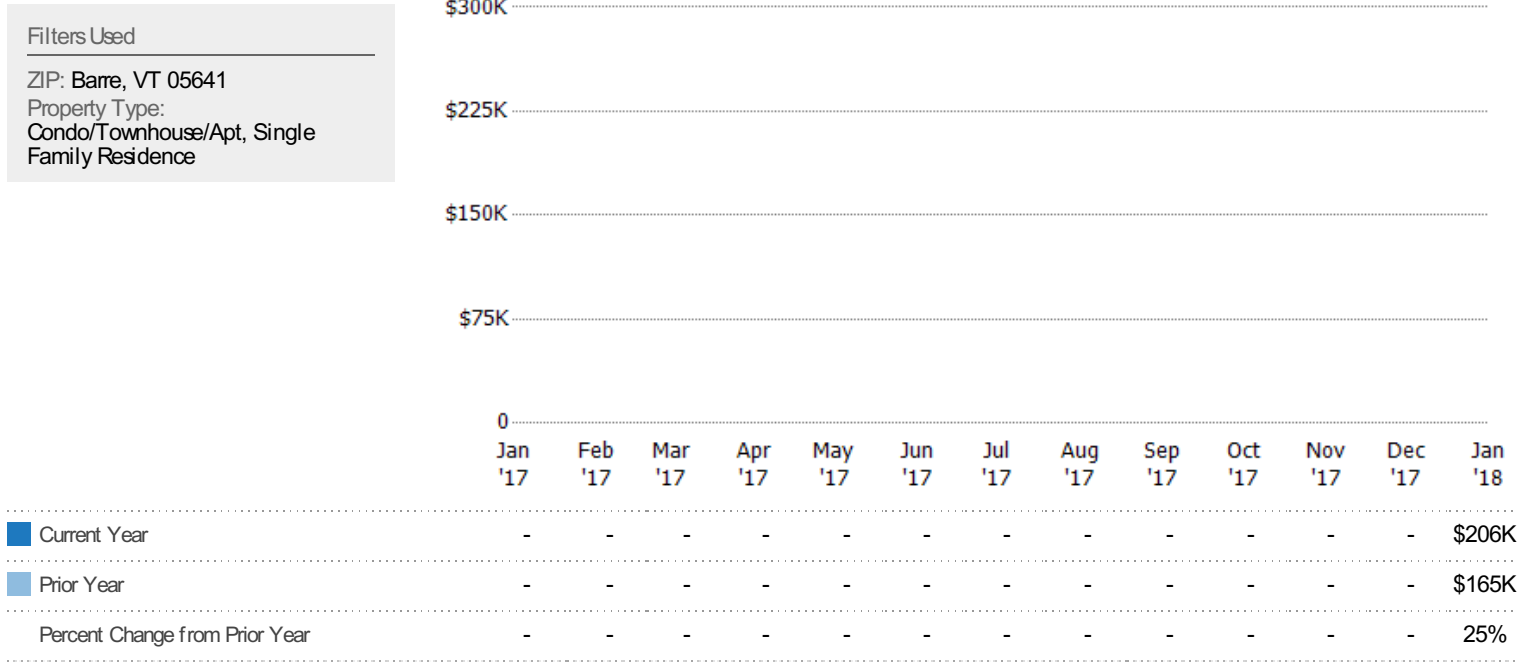 Filters Used
ZIP: Barre, VT 05641
Property Type:
Condo/Townhouse/Apt, Single
Family Residence
$300K
$225K
$150K
$75K
0
Jan Feb Mar Apr May Jun Jul Aug Sep Oct Nov Dec Jan
'17 '17 '17 '17 '17 '17 '17 '17 '17 '17 '17 '17 '18
Current Year - - - - - - - - - - - - $206K
Prior Year - - - - - - - - - - - - $165K
Percent Change from Prior Year - - - - - - - - - - - - 25%